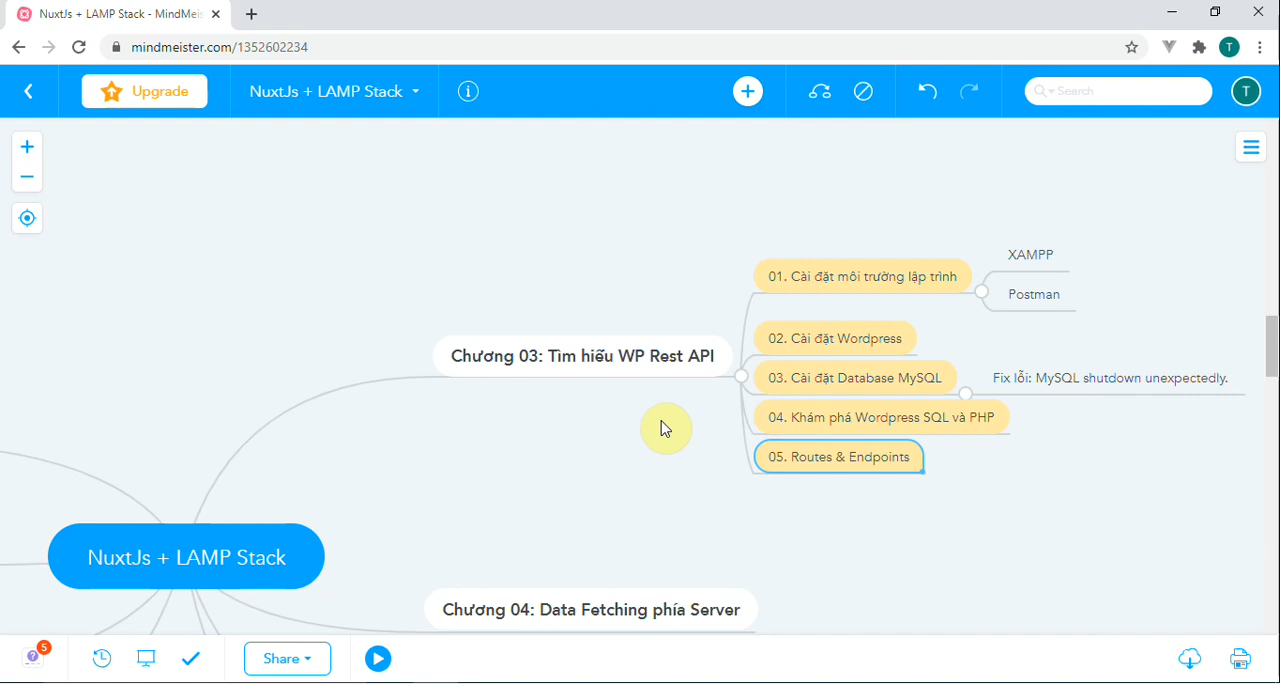 NuxtJs + LAMP Stack - MindMeis
mindmeister.com/1352602234
T
Upgrade
NuxtJs + LAMP Stack
Search
T
XAMPP
01. Cài đặt môi trường lập trình
Postman
02. Cài đặt Wordpress
Chương 03: Tìm hiểu WP Rest API
03. Cài đặt Database MySQL
Fix lỗi: MySQL shutdown unexpectedly.
04. Khám phá Wordpress SQL và PHP
05. Routes & Endpoints
NuxtJs + LAMP Stack
Chương 04: Data Fetching phía Server
5
Share